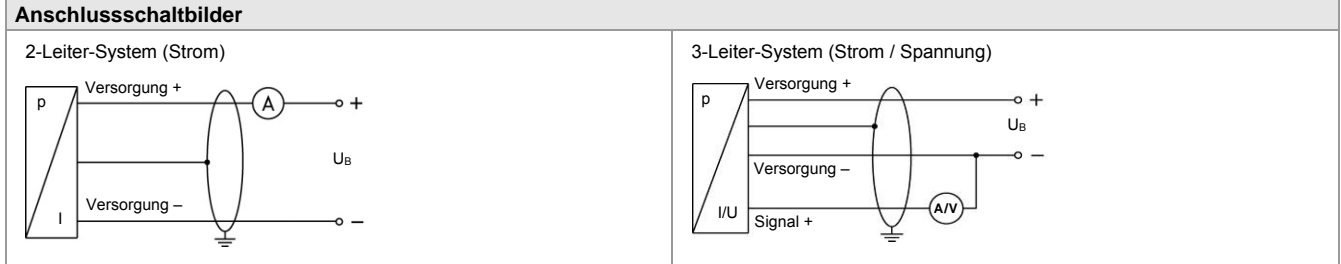 Anschlussschaltbilder
2-Leiter-System (Strom)
p
Versorgung +
A
+
UB
I
Versorgung –
–
3-Leiter-System (Strom / Spannung)
p
Versorgung +
+
UB
–
Versorgung –
I/U
A/V
Signal +